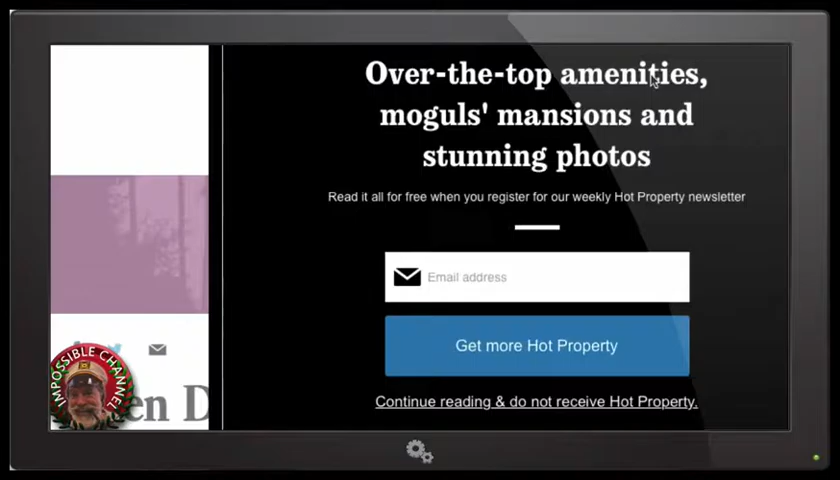 Over-the-top amenities,
moguls' mansions and
stunning photos
Read it all for free when you register for our weekly Hot Property newsletter
Email address
Get more Hot Property
Continue reading & do not receive Hot Property.
IMPOSSIBLE CHANNEL
en D